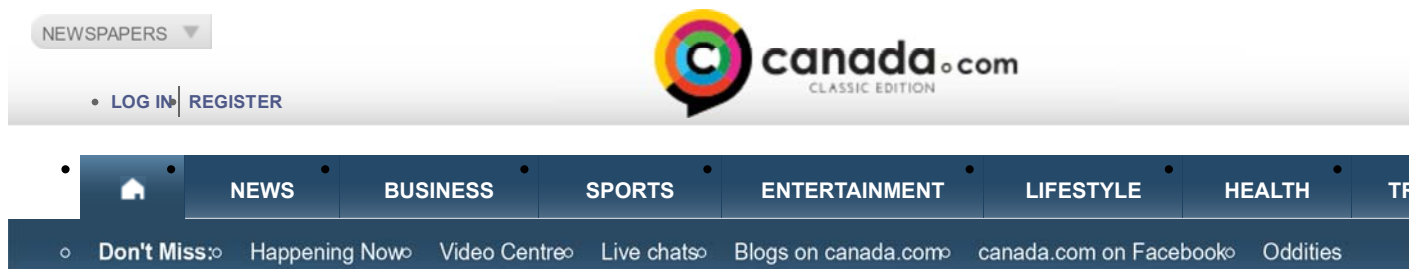 NEWSPAPERS
canada.com
CLASSIC EDITION
LOG IN REGISTER
NEWS BUSINESS SPORTS ENTERTAINMENT LIFESTYLE HEALTH TR
Don't Miss: Happening Now Video Centre Live chats Blogs on canada.com canada.com on Facebook Oddities